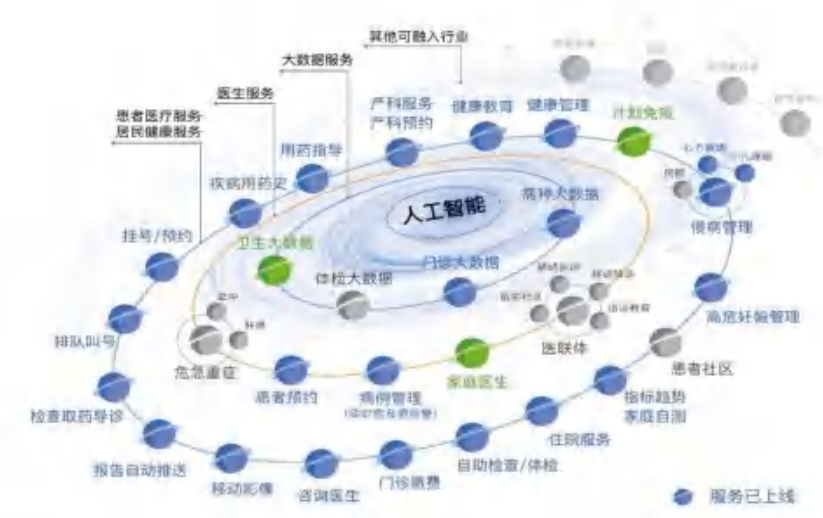 其他可融入行业
大数据服务
医生服务
患者医疗服务
居民健康服务
产科服务
产科预约
健康教育
健康管理
计划免疫
用药指导
疾病用药史
人工智能
病种大数据
慢病管理
挂号/预约
卫生大数据
体检大数据
门诊大数据
高危妊娠管理
排队叫号
危急重症
医联体
患者社区
患者预约
病例管理
家庭医生
指标趋势
家庭自测
检查取药导诊
住院服务
报告自动推送
移动影像
咨询医生
门诊缴费
自助检查/体检
服务已上线